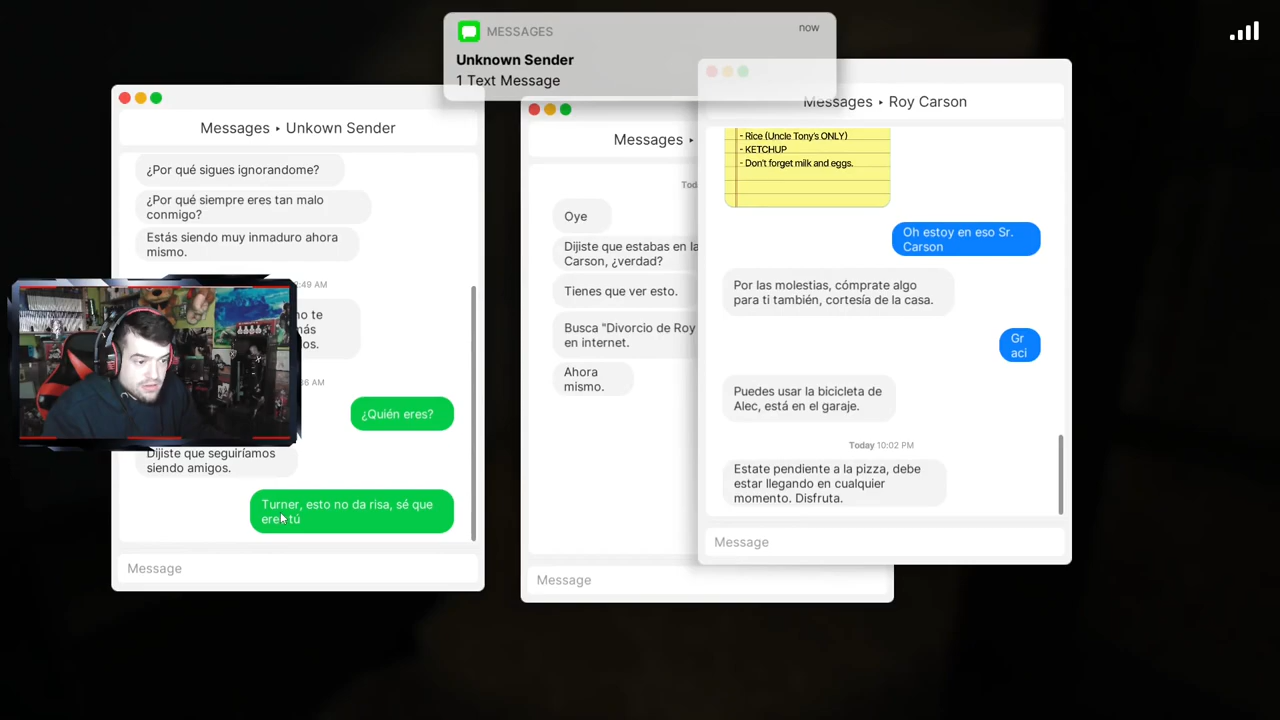 MESSAGES
now
Unknown Sender
1 Text Message
Messages ▸ Unkown Sender
¿Por qué sigues ignorandome?
¿Por qué siempre eres tan malo
conmigo?
Estás siendo muy inmaduro ahora
mismo.
AM
AM
¿Quién eres?
Dijiste que seguiríamos
siendo amigos.
Turner, esto no da risa, sé que
eres tú
Message
Messages ▸
Oye
Dijiste que estabas en la
Carson, ¿verdad?
Tienes que ver esto.
Busca "Divorcio de Roy
en internet.
Ahora
mismo.
Message
Messages ▸ Roy Carson
- Rice (Uncle Tony's ONLY)
- KETCHUP
- Don't forget milk and eggs.
Oh estoy en eso Sr.
Carson
Por las molestias, cómprate algo
para ti también, cortesía de la casa.
Gr
aci
Puedes usar la bicicleta de
Alec, está en el garaje.
Today 10:02 PM
Estate pendiente a la pizza, debe
estar llegando en cualquier
momento. Disfruta.
Message